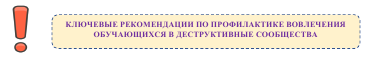 КЛЮЧЕВЫЕ РЕКОМЕНДАЦИИ ПО ПРОФИЛАКТИКЕ ВОВЛЕЧЕНИЯ
ОБУЧАЮЩИХСЯ В ДЕСТРУКТИВНЫЕ СООБЩЕСТВА